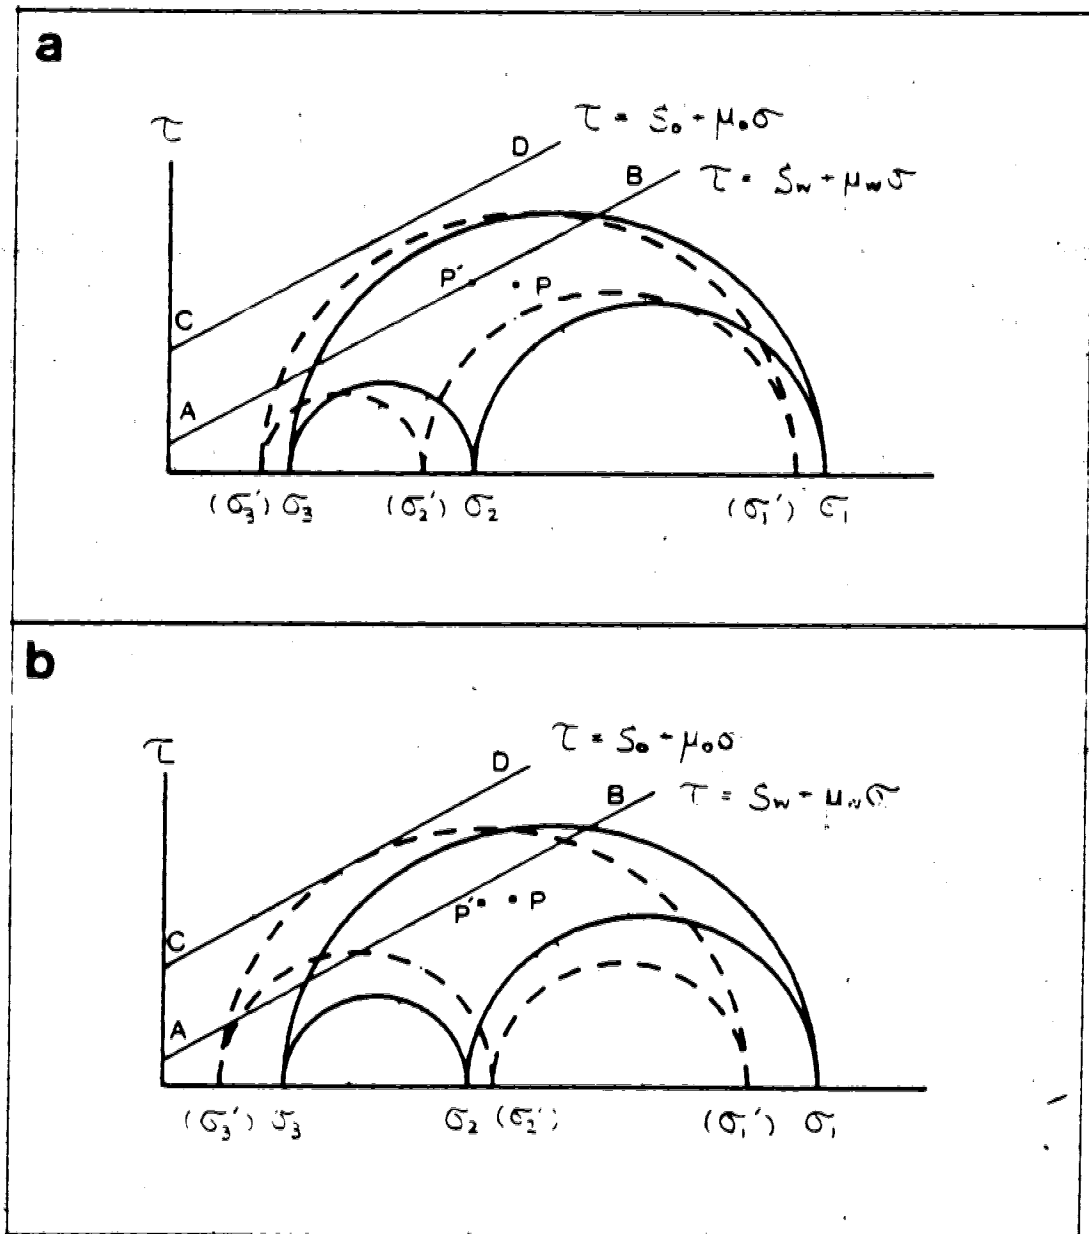 a
τ
D
τ = S₀ + μ₀σ
B
τ = Sw + μwσ
P′
P
C
A
(σ₃′) σ₃ (σ₂′) σ₂ (σ₁′) σ₁
b
τ
D
τ = S₀ + μ₀σ
B
τ = Sw + μwσ
P′
P
C
A
(σ₃′) σ₃ σ₂ (σ₂′) (σ₁′) σ₁